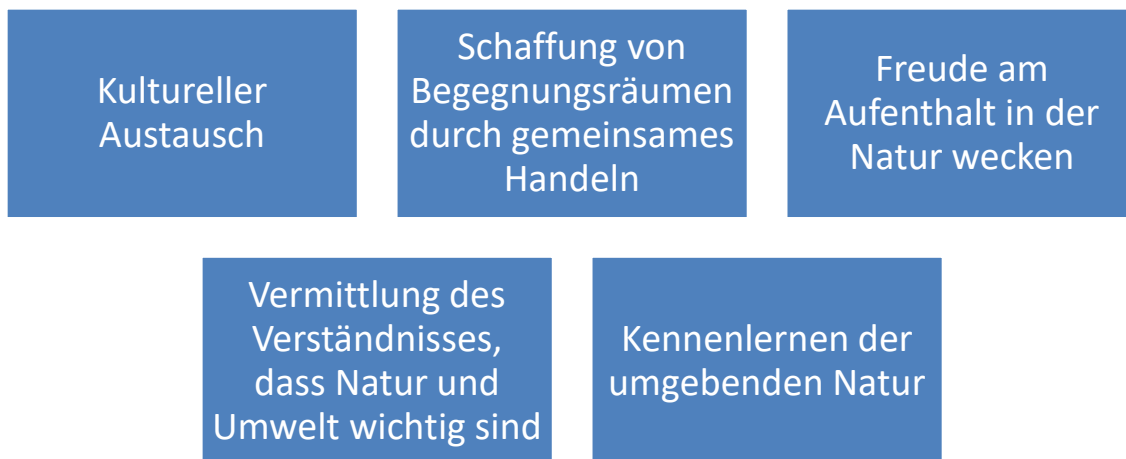 Kultureller
Austausch
Schaffung von
Begegnungsräumen
durch gemeinsames
Handeln
Freude am
Aufenthalt in der
Natur wecken
Vermittlung des
Verständnisses,
dass Natur und
Umwelt wichtig sind
Kennenlernen der
umgebenden Natur